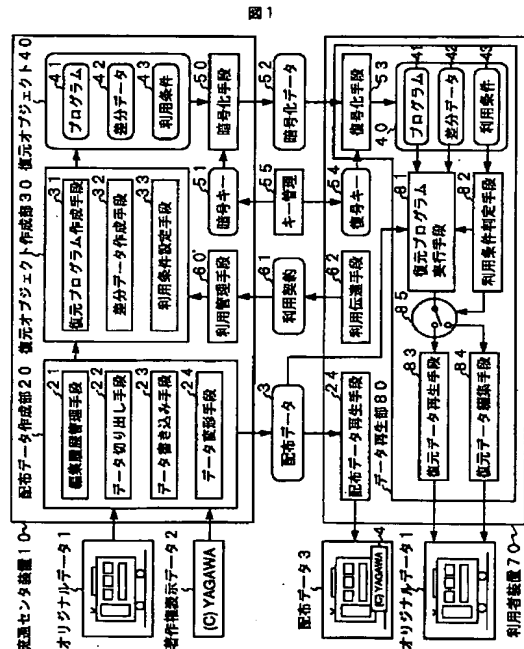 図1
流通センタ装置10
オリジナルデータ1
著作権表示データ2
(C) YAGAWA
配布データ作成部20
編集履歴管理手段
21
データ切り出し手段
22
データ書き込み手段
23
データ変形手段
24
復元オブジェクト作成部30
復元プログラム作成手段
31
差分データ作成手段
32
利用条件設定手段
33
復元オブジェクト40
プログラム
41
差分データ
42
利用条件
43
利用管理手段
60
暗号キー
51
暗号化手段
50
配布データ
3
利用契約
61
キー管理
55
暗号化データ
52
利用伝達手段
62
復号キー
54
復号化手段
53
配布データ再生手段
24
データ再生部80
40
プログラム
41
差分データ
42
利用条件
43
復元プログラム実行手段
81
利用条件判定手段
82
85
復元データ再生手段
83
復元データ編集手段
84
配布データ3
4
(C) YAGAWA
オリジナルデータ1
利用者装置70